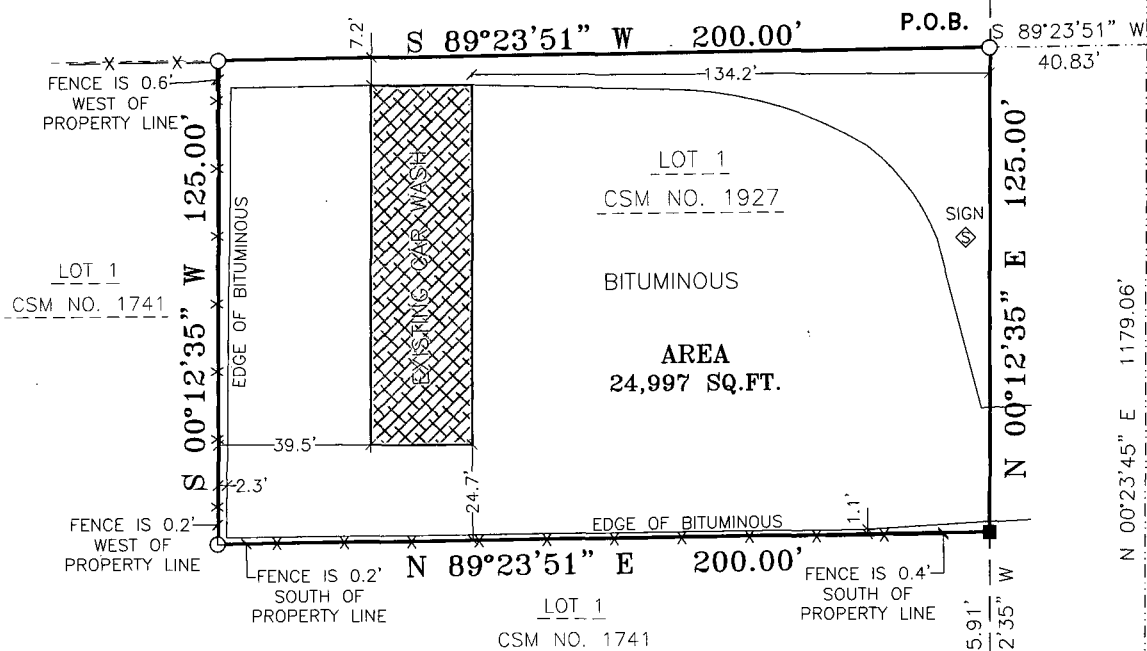 7.2'
S 89°23'51" W 200.00'
P.O.B.
S 89°23'51" W
40.83'
134.2'
FENCE IS 0.6'
WEST OF
PROPERTY LINE
S 00°12'35" W 125.00'
EDGE OF BITUMINOUS
EXISTING CAR WASH
LOT 1
CSM NO. 1927
SIGN
S
N 00°12'35" E 125.00'
LOT 1
CSM NO. 1741
BITUMINOUS
AREA
24,997 SQ.FT.
N 00°23'45" E 1179.06'
39.5'
2.3'
24.7'
EDGE OF BITUMINOUS
1.1'
FENCE IS 0.2'
WEST OF
PROPERTY LINE
N 89°23'51" E 200.00'
FENCE IS 0.2'
SOUTH OF
PROPERTY LINE
FENCE IS 0.4'
SOUTH OF
PROPERTY LINE
LOT 1
CSM NO. 1741
5.91'
2'35" W